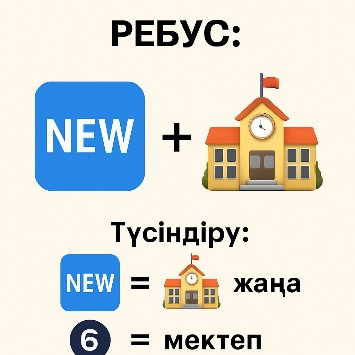 РЕБУС:
NEW +
Түсіндіру:
NEW = жаңа
6 = мектеп